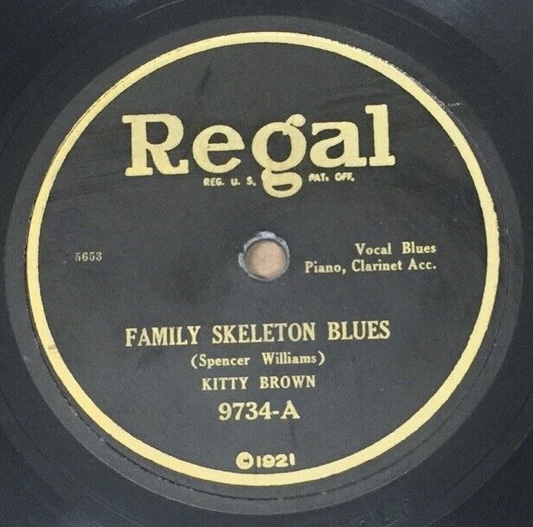 Regal
REG. U. S. PAT. OFF.
5653
Vocal Blues
Piano, Clarinet Acc.
FAMILY SKELETON BLUES
(Spencer Williams)
KITTY BROWN
9734-A
©1921